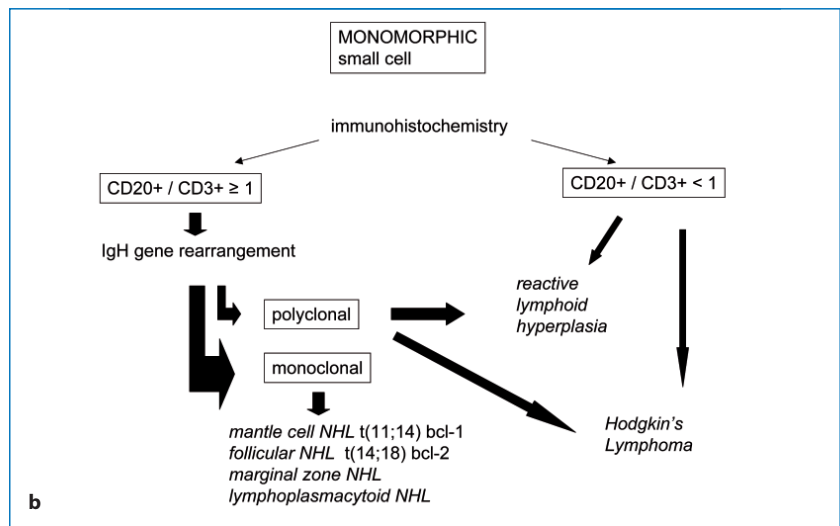 MONOMORPHIC
small cell
immunohistochemistry
CD20+ / CD3+ ≥ 1
CD20+ / CD3+ < 1
IgH gene rearrangement
reactive
lymphoid
hyperplasia
polyclonal
monoclonal
mantle cell NHL t(11;14) bcl-1
follicular NHL t(14;18) bcl-2
marginal zone NHL
lymphoplasmacytoid NHL
Hodgkin's
Lymphoma
b